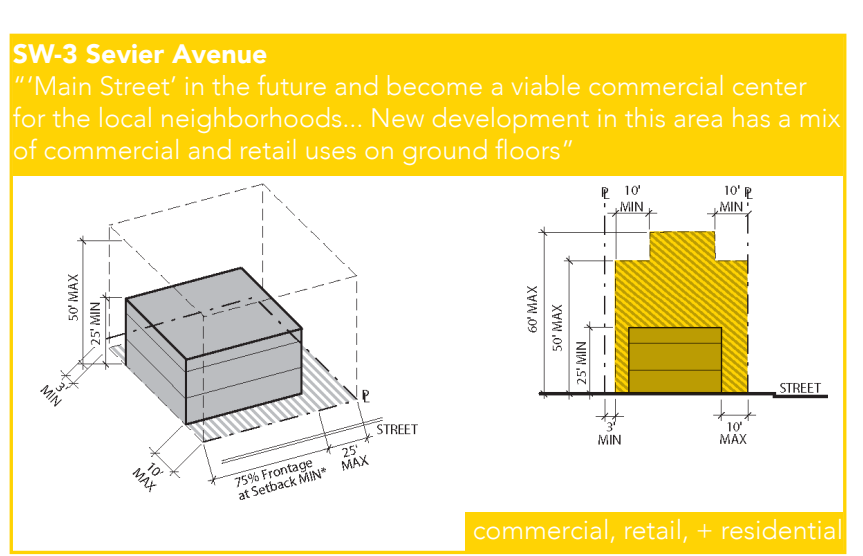 SW-3 Sevier Avenue
“‘Main Street’ in the future and become a viable commercial center
for the local neighborhoods... New development in this area has a mix
of commercial and retail uses on ground floors”
50' MAX
25' MIN
3'
MIN
10'
MAX
75% Frontage
at Setback MIN*
25'
MAX
PL
STREET
PL
10'
MIN
10'
MIN
PL
60' MAX
50' MAX
25' MIN
STREET
3'
MIN
10'
MAX
commercial, retail, + residential